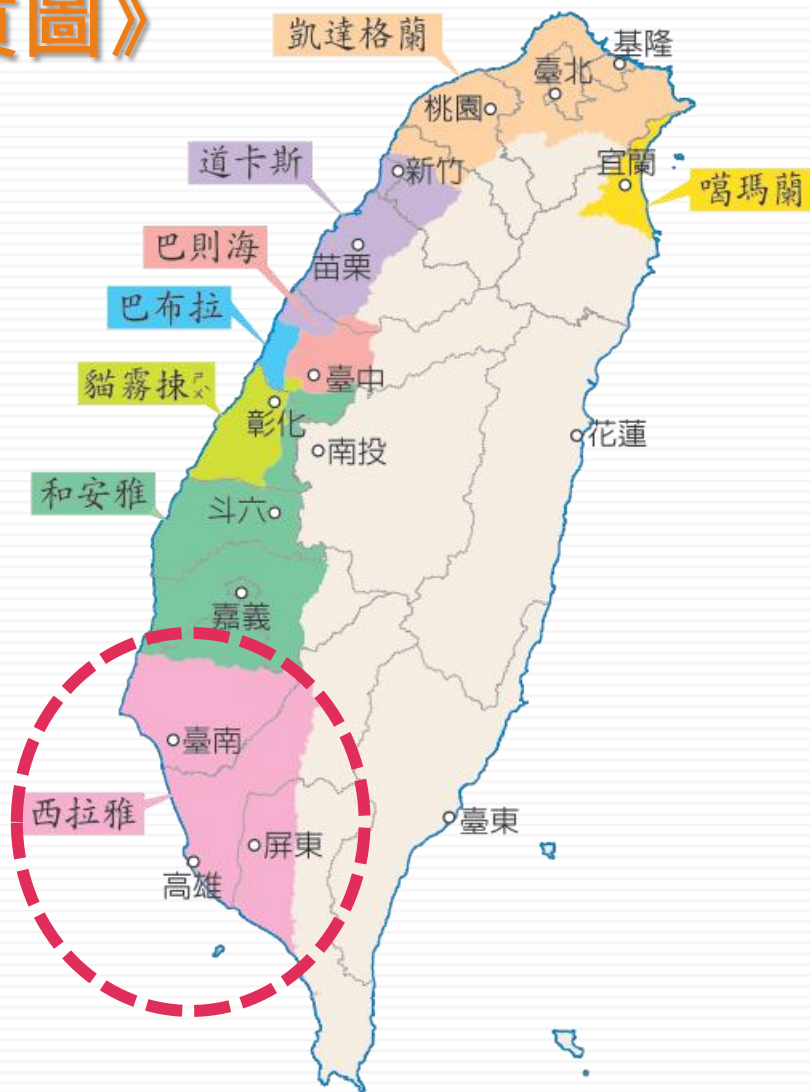 圖》
凱達格蘭
基隆
臺北
桃園
道卡斯
新竹
宜蘭
噶瑪蘭
巴則海
苗栗
巴布拉
貓霧捒ㄕㄨˋ
臺中
彰化
花蓮
南投
和安雅
斗六
嘉義
臺南
西拉雅
臺東
屏東
高雄